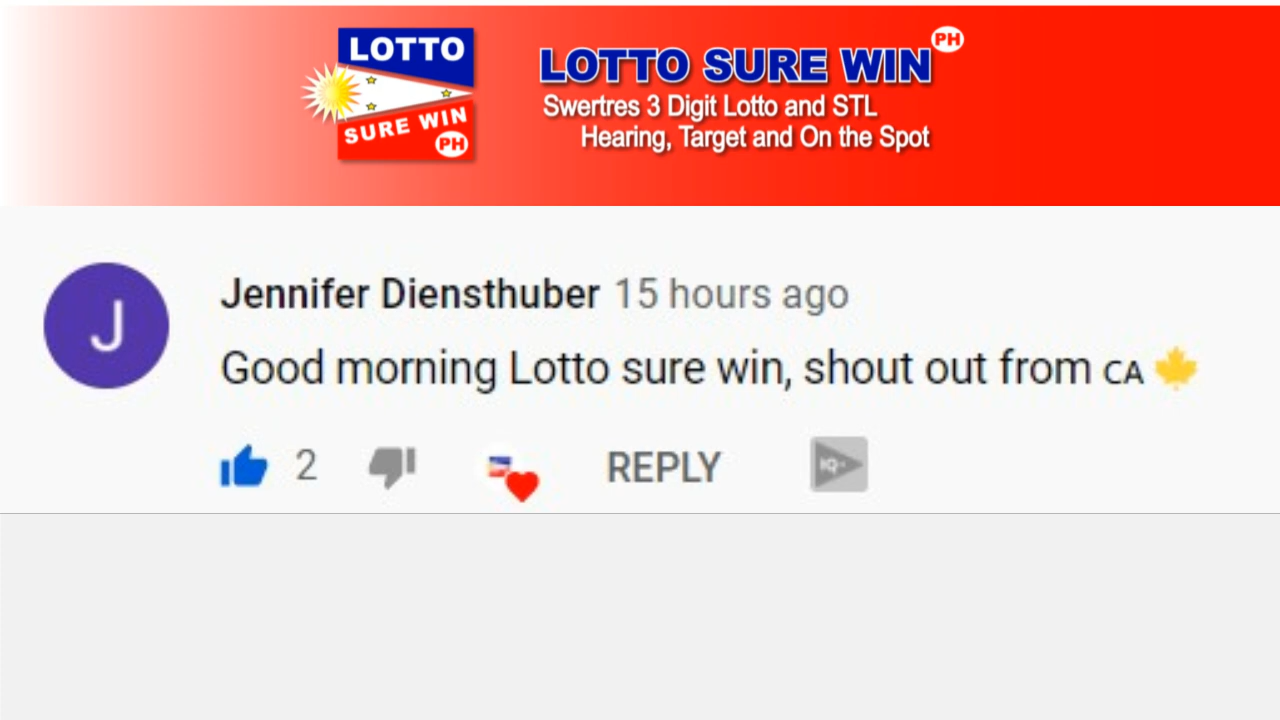 LOTTO
SURE WIN
PH
LOTTO SURE WIN PH
Swertres 3 Digit Lotto and STL
Hearing, Target and On the Spot
J
Jennifer Diensthuber 15 hours ago
Good morning Lotto sure win, shout out from CA 🍁
2 REPLY IQ